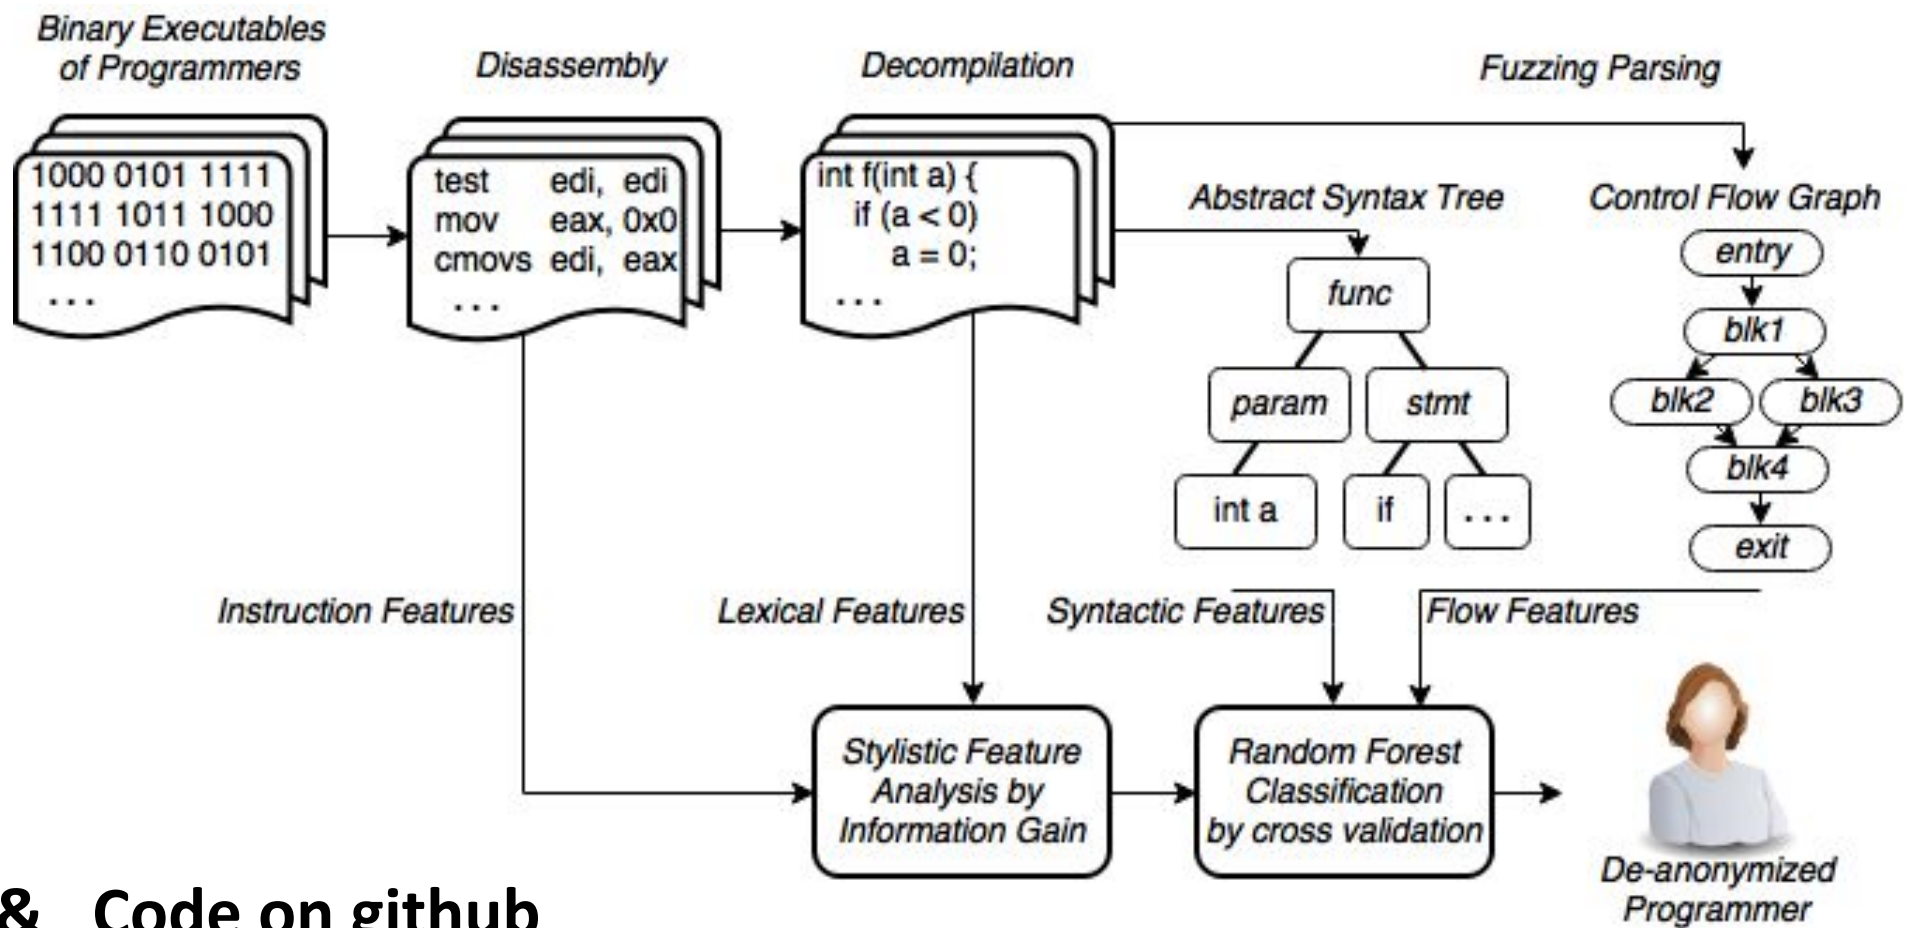 Binary Executables
of Programmers
Disassembly
Decompilation
Fuzzing Parsing
1000 0101 1111
1111 1011 1000
1100 0110 0101
...
test edi, edi
mov eax, 0x0
cmovs edi, eax
...
int f(int a) {
if (a < 0)
a = 0;
...
Abstract Syntax Tree
func
param
stmt
int a
if
...
Control Flow Graph
entry
blk1
blk2
blk3
blk4
exit
Instruction Features
Lexical Features
Syntactic Features
Flow Features
Stylistic Feature
Analysis by
Information Gain
Random Forest
Classification
by cross validation
De-anonymized
Programmer
& Code on github